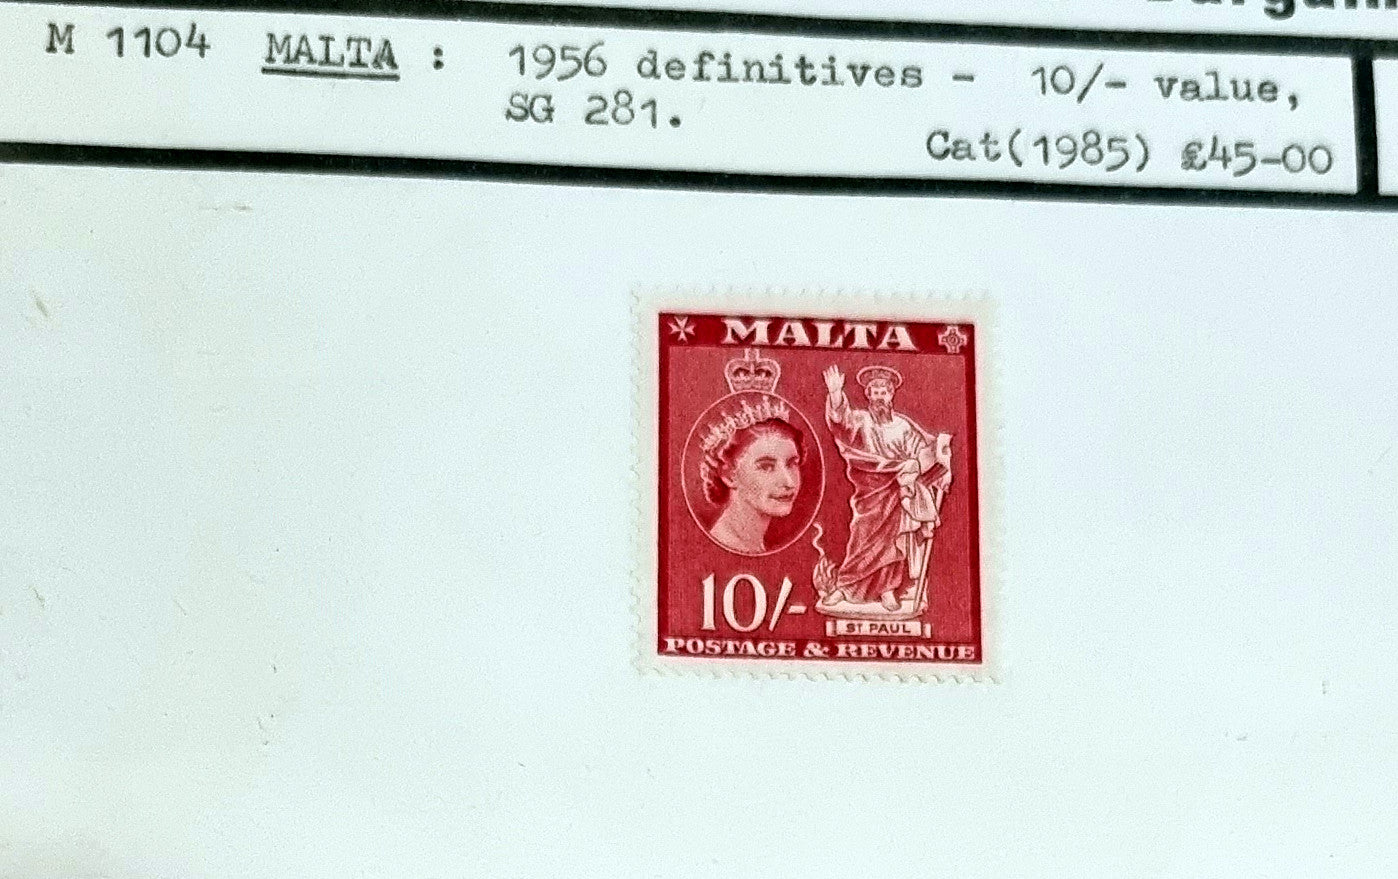 M 1104 MALTA : 1956 definitives - 10/- value,
SG 281.
Cat(1985) £45-00
MALTA
10/-
ST PAUL
POSTAGE & REVENUE